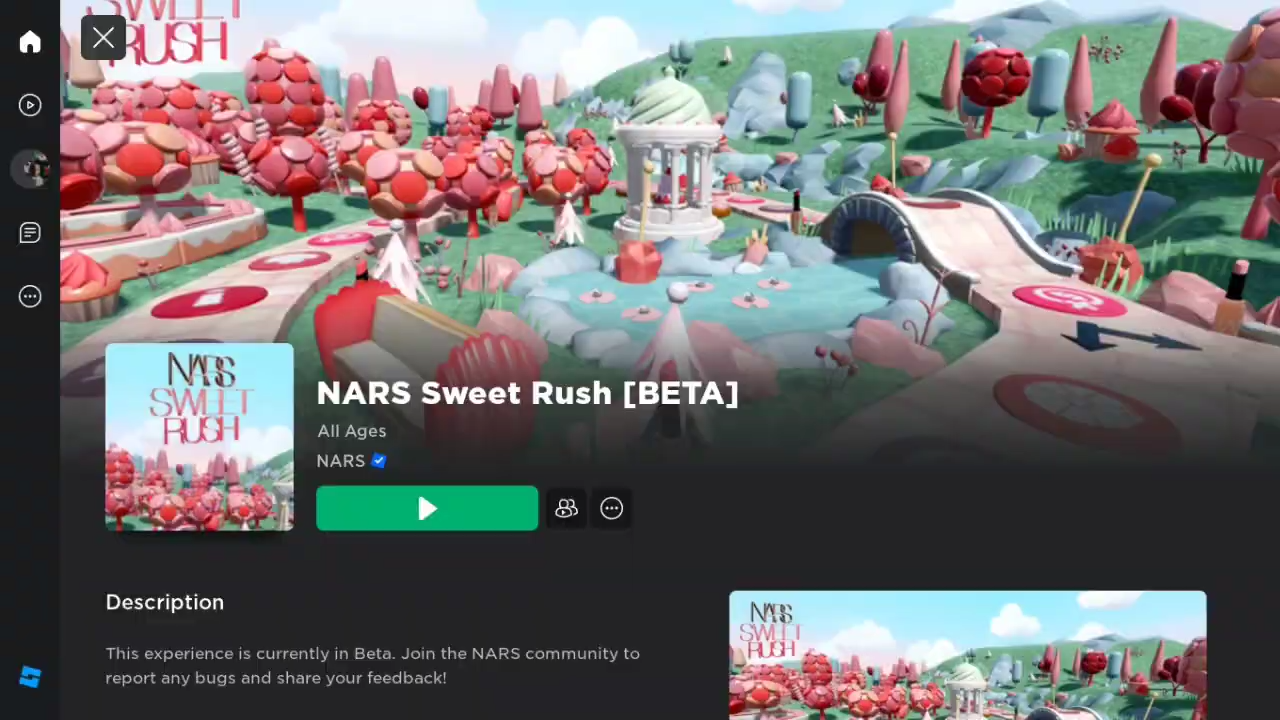 SWEET
RUSH
NARS
SWEET
RUSH
NARS Sweet Rush [BETA]
All Ages
NARS
Description
This experience is currently in Beta. Join the NARS community to
report any bugs and share your feedback!
NARS
SWEET
RUSH